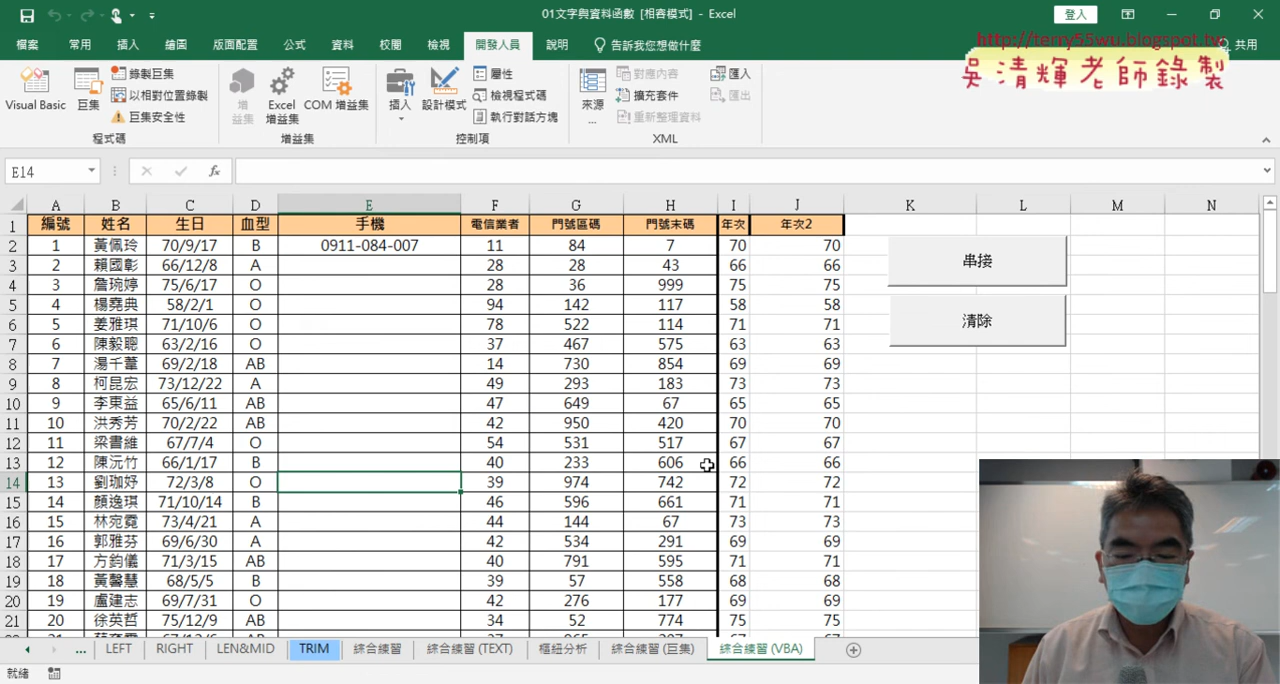 01文字與資料函數 [相容模式] - Excel
登入
檔案 常用 插入 繪圖 版面配置 公式 資料 校閱 檢視 開發人員 說明 告訴我您想做什麼 共用
http://terry55wu.blogspot.tw
吳清輝老師錄製
Visual Basic 巨集 錄製巨集 以相對位置錄製 巨集安全性 程式碼
增益集 Excel 增益集 COM 增益集 增益集
插入 設計模式 屬性 檢視程式碼 執行對話方塊 控制項
來源... 對應內容 擴充套件 重新整理資料 匯入 匯出 XML
E14 fx
A B C D E F G H I J K L M N
1 編號 姓名 生日 血型 手機 電信業者 門號區碼 門號末碼 年次 年次2
2 1 黃佩玲 70/9/17 B 0911-084-007 11 84 7 70 70
3 2 賴國彰 66/12/8 A 28 28 43 66 66
4 3 詹琬婷 75/6/17 O 28 36 999 75 75
5 4 楊堯典 58/2/1 O 94 142 117 58 58
6 5 姜雅琪 71/10/6 O 78 522 114 71 71
7 6 陳毅聰 63/2/16 O 37 467 575 63 63
8 7 湯千葦 69/2/18 AB 14 730 854 69 69
9 8 柯昆宏 73/12/22 A 49 293 183 73 73
10 9 李東益 65/6/11 AB 47 649 67 65 65
11 10 洪秀芳 70/2/22 AB 42 950 420 70 70
12 11 梁書維 67/7/4 O 54 531 517 67 67
13 12 陳沅竹 66/1/17 B 40 233 606 66 66
14 13 劉珈妤 72/3/8 O 39 974 742 72 72
15 14 顏逸琪 71/10/14 B 46 596 661 71 71
16 15 林宛霓 73/4/21 A 44 144 67 73 73
17 16 郭雅芬 69/6/30 A 42 534 291 69 69
18 17 方鈞儀 71/3/15 AB 40 791 595 71 71
19 18 黃馨慧 68/5/5 B 39 57 558 68 68
20 19 盧建志 69/7/31 O 42 276 177 69 69
21 20 徐英哲 75/12/9 AB 34 52 774 75 75
串接
清除
... LEFT RIGHT LEN&MID TRIM 綜合練習 綜合練習 (TEXT) 樞紐分析 綜合練習 (巨集) 綜合練習 (VBA)
就緒